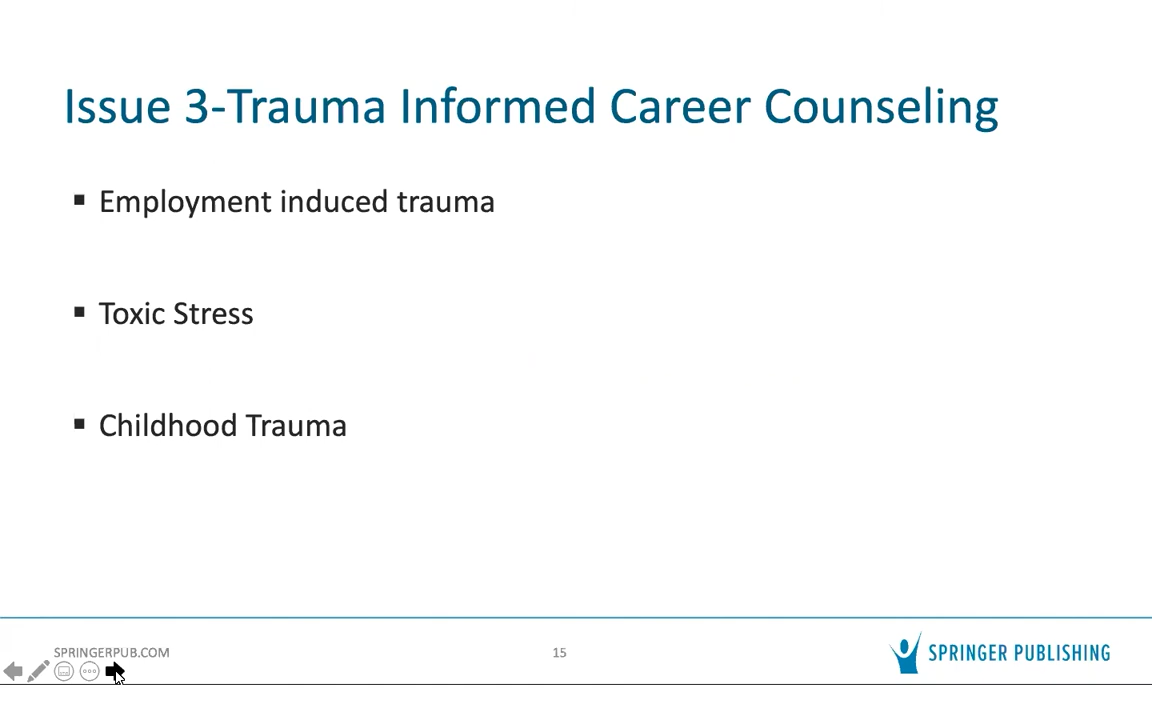 Issue 3-Trauma Informed Career Counseling
Employment induced trauma
Toxic Stress
Childhood Trauma
SPRINGERPUB.COM
15
SPRINGER PUBLISHING